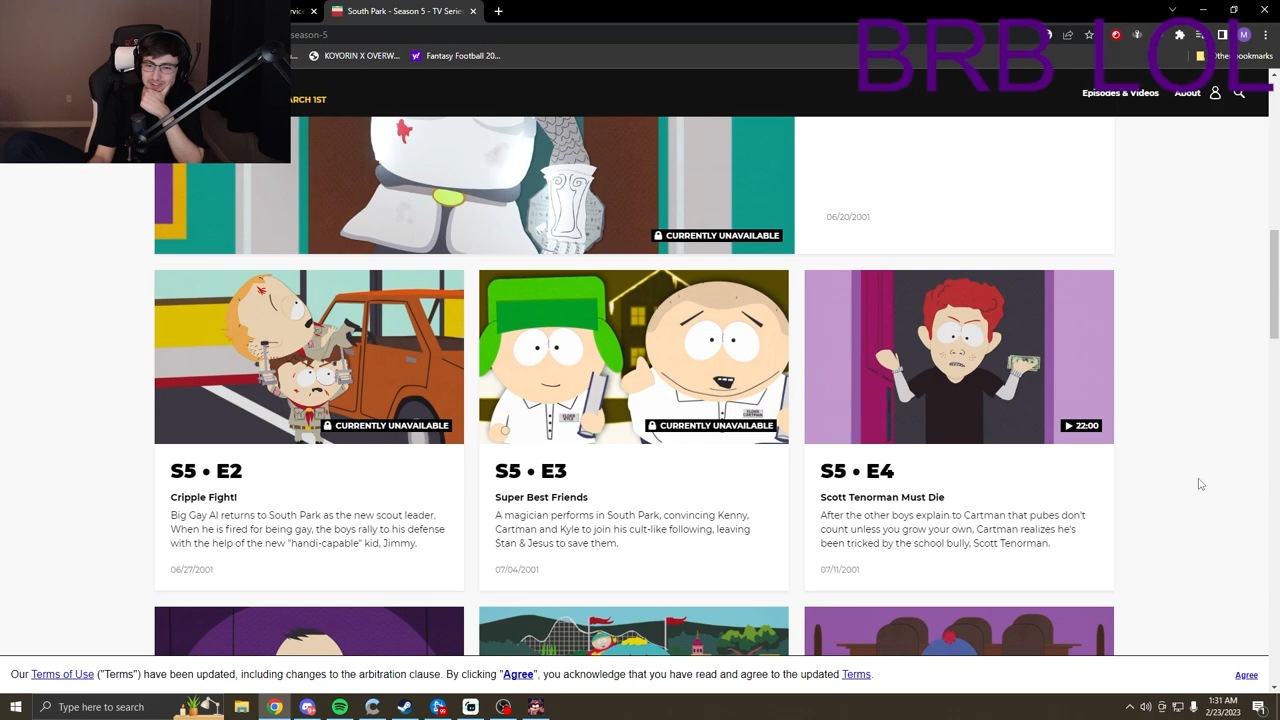 South Park
BRB LOL
eason-5
KOYORIN X OVERW...
Fantasy Football 20...
Other bookmarks
M
ARCH 1ST
Episodes & Videos
About
06/20/2001
CURRENTLY UNAVAILABLE
CURRENTLY UNAVAILABLE
CURRENTLY UNAVAILABLE
22:00
S5 • E2
Cripple Fight!
Big Gay Al returns to South Park as the new scout leader.
When he is fired for being gay, the boys rally to his defense
with the help of the new "handi-capable" kid, Jimmy.
06/27/2001
S5 • E3
Super Best Friends
A magician performs in South Park, convincing Kenny,
Cartman and Kyle to join his cult-like following, leaving
Stan & Jesus to save them.
07/04/2001
S5 • E4
Scott Tenorman Must Die
After the other boys explain to Cartman that pubes don't
count unless you grow your own, Cartman realizes he's
been tricked by the school bully, Scott Tenorman.
07/11/2001
Our Terms of Use ("Terms") have been updated, including changes to the arbitration clause. By clicking "Agree", you acknowledge that you have read and agree to the updated Terms.
Agree
Type here to search
99
1:31 AM
2/23/2023